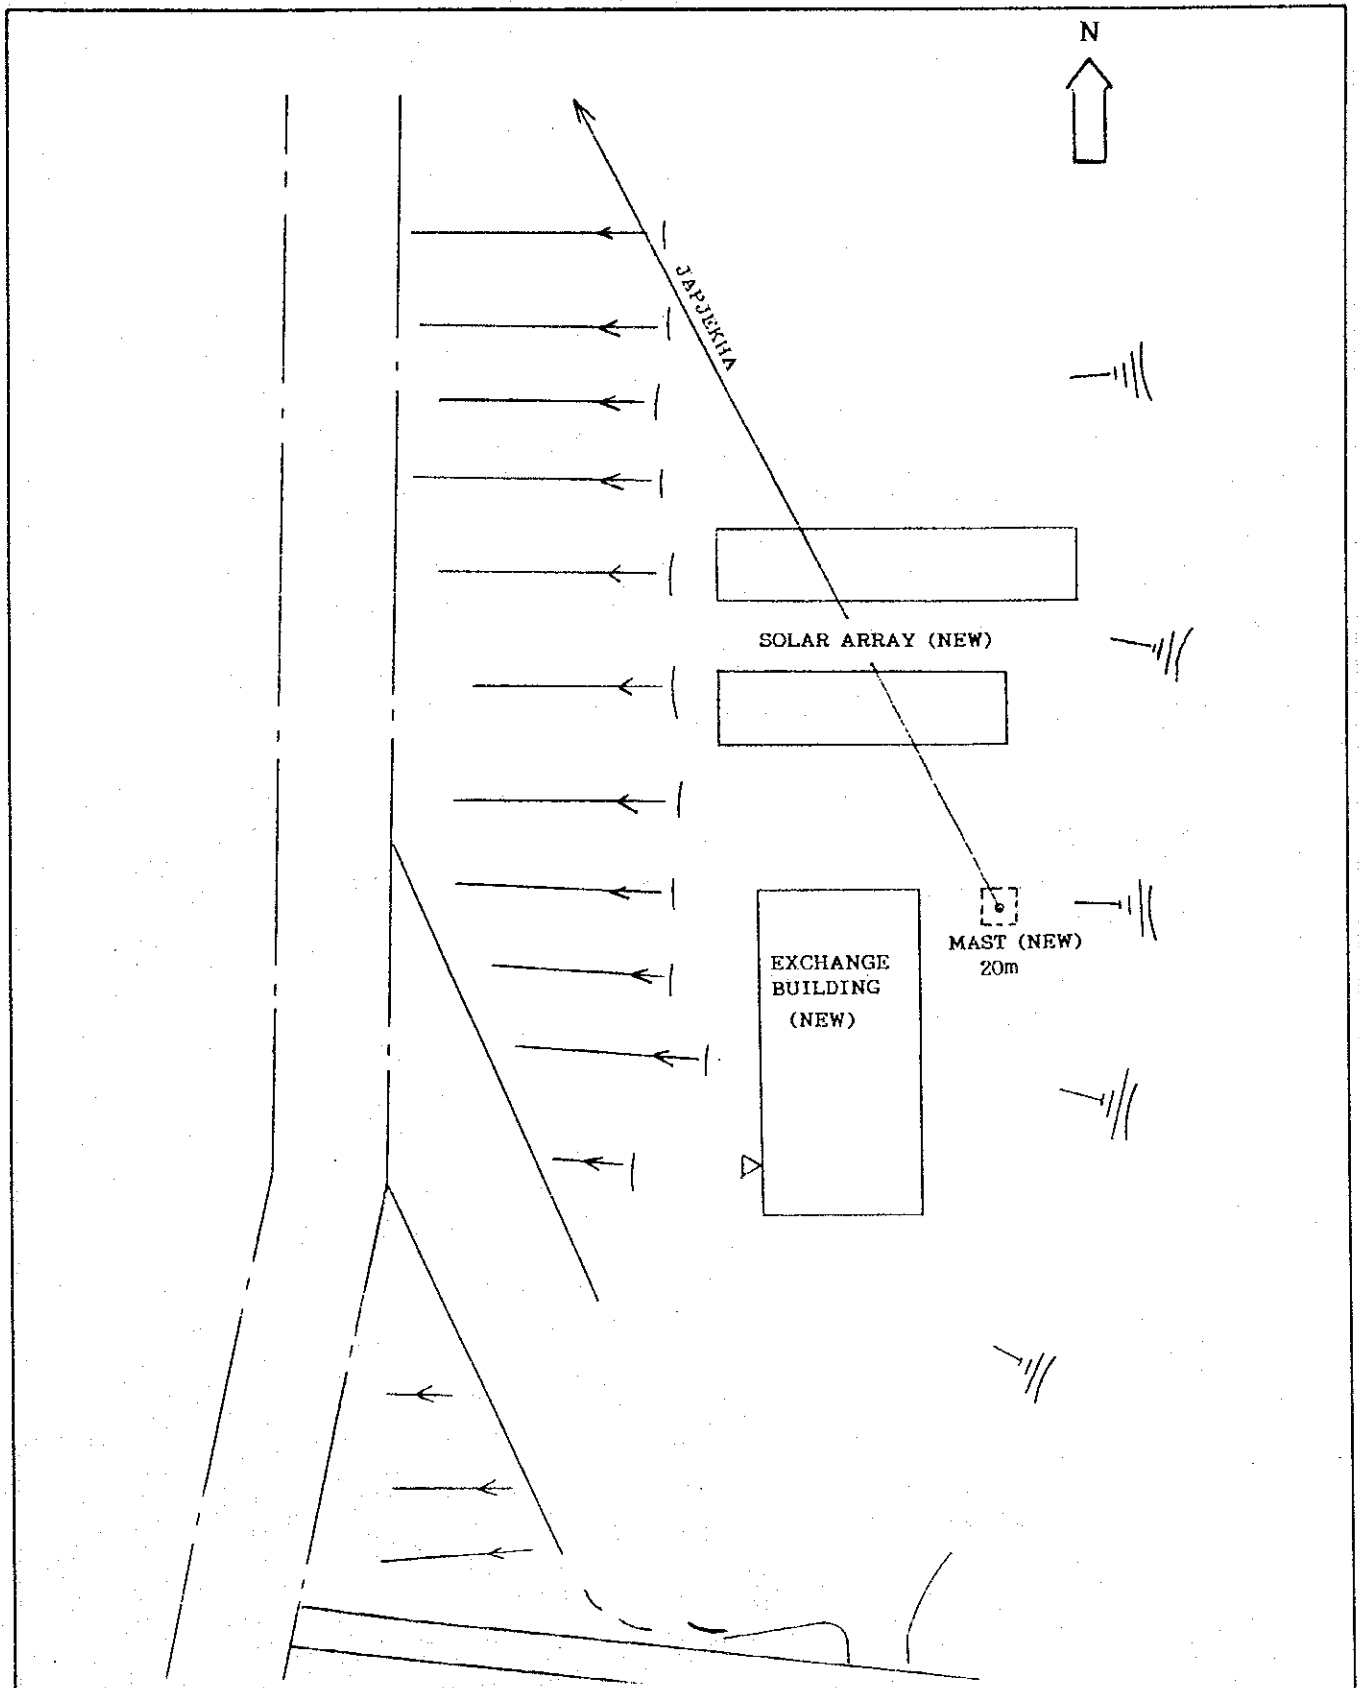 N
JAPJEKHA
SOLAR ARRAY (NEW)
MAST (NEW)
20m
EXCHANGE
BUILDING
(NEW)